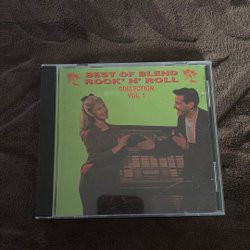 BEST OF BLEND
ROCK' N' ROLL
COLLECTION
VOL. 1